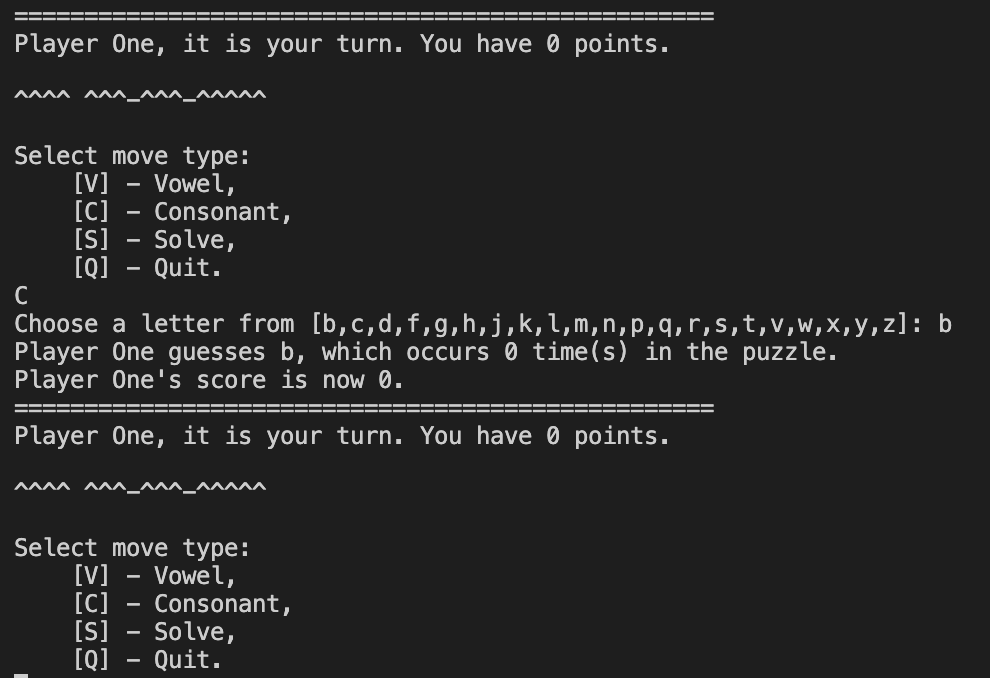 ==================================================
Player One, it is your turn. You have 0 points.
^^^^ ^^^_^^^_^^^^^
Select move type:
[V] – Vowel,
[C] – Consonant,
[S] – Solve,
[Q] – Quit.
C
Choose a letter from [b,c,d,f,g,h,j,k,l,m,n,p,q,r,s,t,v,w,x,y,z]: b
Player One guesses b, which occurs 0 time(s) in the puzzle.
Player One's score is now 0.
==================================================
Player One, it is your turn. You have 0 points.
^^^^ ^^^_^^^_^^^^^
Select move type:
[V] – Vowel,
[C] – Consonant,
[S] – Solve,
[Q] – Quit.